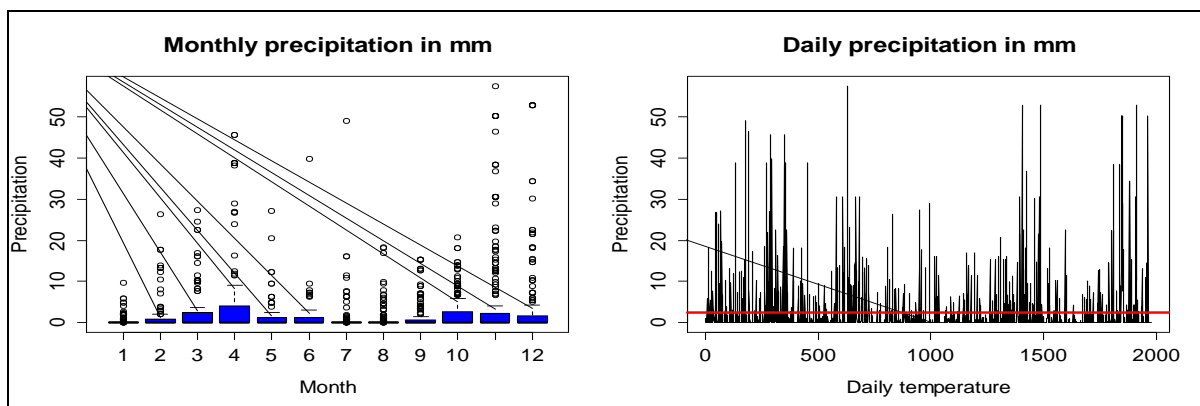 Monthly precipitation in mm
Precipitation
50
40
30
20
10
0
1 2 3 4 5 6 7 8 9 10 12
Month
Daily precipitation in mm
Precipitation
50
40
30
20
10
0
0 500 1000 1500 2000
Daily temperature